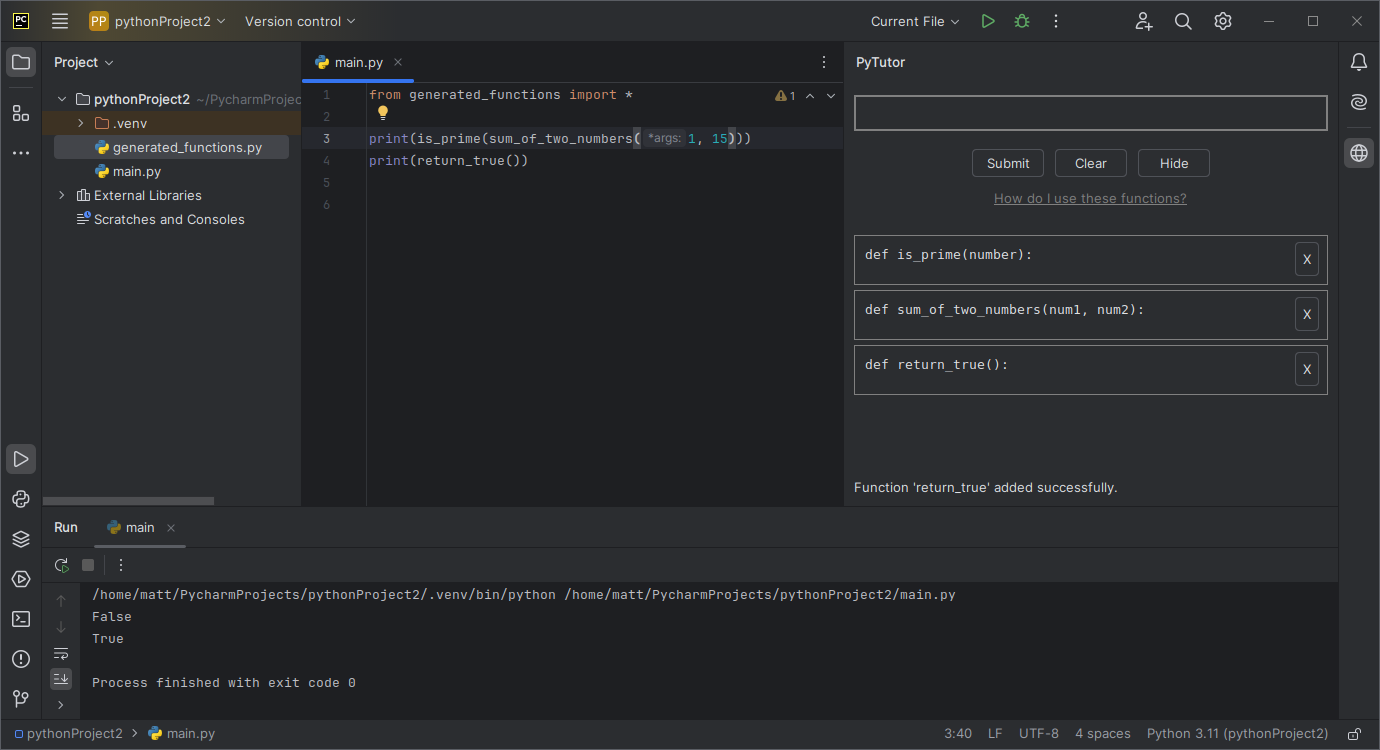 PC PP pythonProject2 Version control Current File
Project
pythonProject2 ~/PycharmProjec
.venv
generated_functions.py
main.py
External Libraries
Scratches and Consoles
main.py
1 from generated_functions import *
1
2
3 print(is_prime(sum_of_two_numbers( *args: 1, 15)))
4 print(return_true())
5
6
PyTutor
Submit Clear Hide
How do I use these functions?
def is_prime(number):
X
def sum_of_two_numbers(num1, num2):
X
def return_true():
X
Function 'return_true' added successfully.
Run main
/home/matt/PycharmProjects/pythonProject2/.venv/bin/python /home/matt/PycharmProjects/pythonProject2/main.py
False
True
Process finished with exit code 0
pythonProject2 main.py 3:40 LF UTF-8 4 spaces Python 3.11 (pythonProject2)